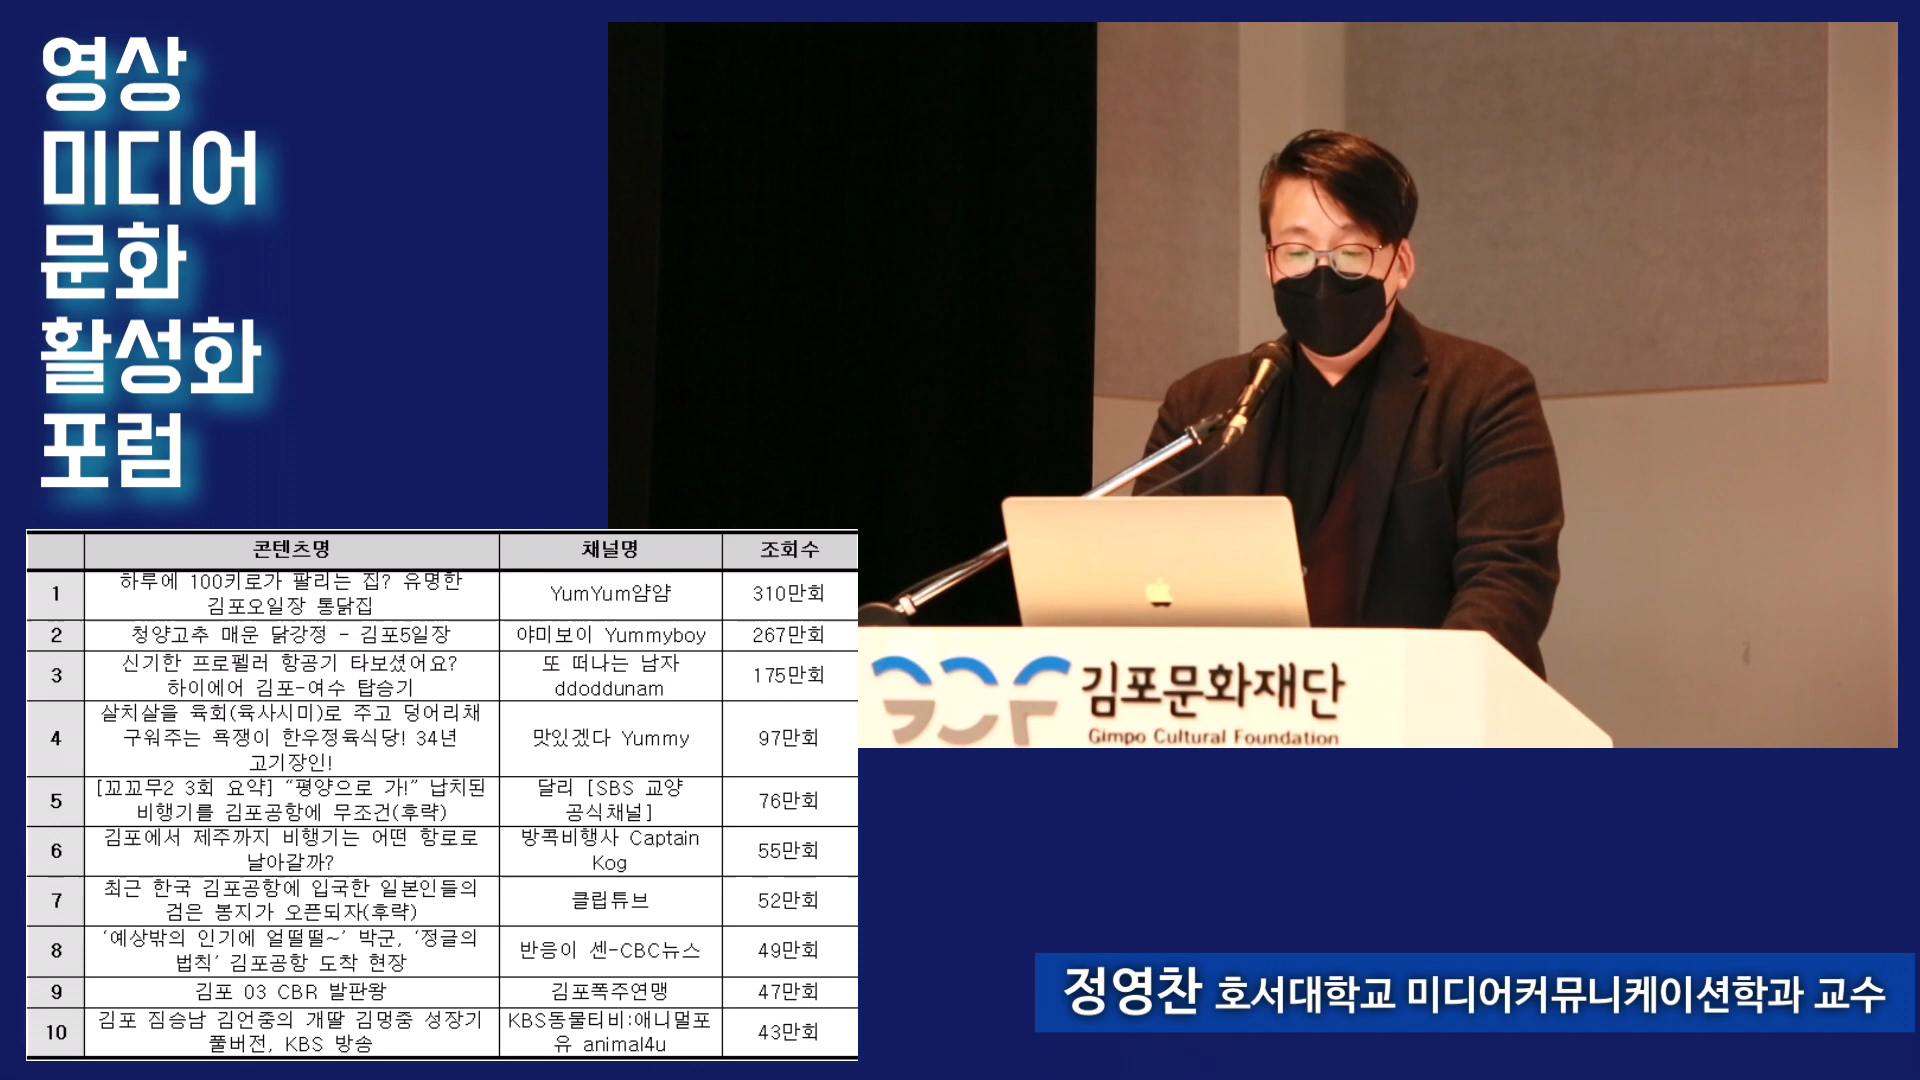 영상
미디어
문화
활성화
포럼
콘텐츠명 채널명 조회수
1 하루에 100키로가 팔리는 집? 유명한 김포오일장 통닭집 YumYum얌얌 310만회
2 청양고추 매운 닭강정 - 김포5일장 야미보이 Yummyboy 267만회
3 신기한 프로펠러 항공기 타보셨어요? 하이에어 김포-여수 탑승기 또 떠나는 남자 ddoddunam 175만회
4 살치살을 육회(육사시미)로 주고 덩어리채 구워주는 욕쟁이 한우정육식당! 34년 고기장인! 맛있겠다 Yummy 97만회
5 [꼬꼬무2 3회 요약] “평양으로 가!” 납치된 비행기를 김포공항에 무조건(후략) 달리 [SBS 교양 공식채널] 76만회
6 김포에서 제주까지 비행기는 어떤 항로로 날아갈까? 방콕비행사 Captain Kog 55만회
7 최근 한국 김포공항에 입국한 일본인들의 검은 봉지가 오픈되자(후략) 클립튜브 52만회
8 ‘예상밖의 인기에 얼떨떨~’ 박군, ‘정글의 법칙’ 김포공항 도착 현장 반응이 센-CBC뉴스 49만회
9 김포 03 CBR 발판왕 김포폭주연맹 47만회
10 김포 짐승남 김언중의 개딸 김멍중 성장기 풀버전, KBS 방송 KBS동물티비:애니멀포유 animal4u 43만회
GCF 김포문화재단
Gimpo Cultural Foundation
정영찬 호서대학교 미디어커뮤니케이션학과 교수